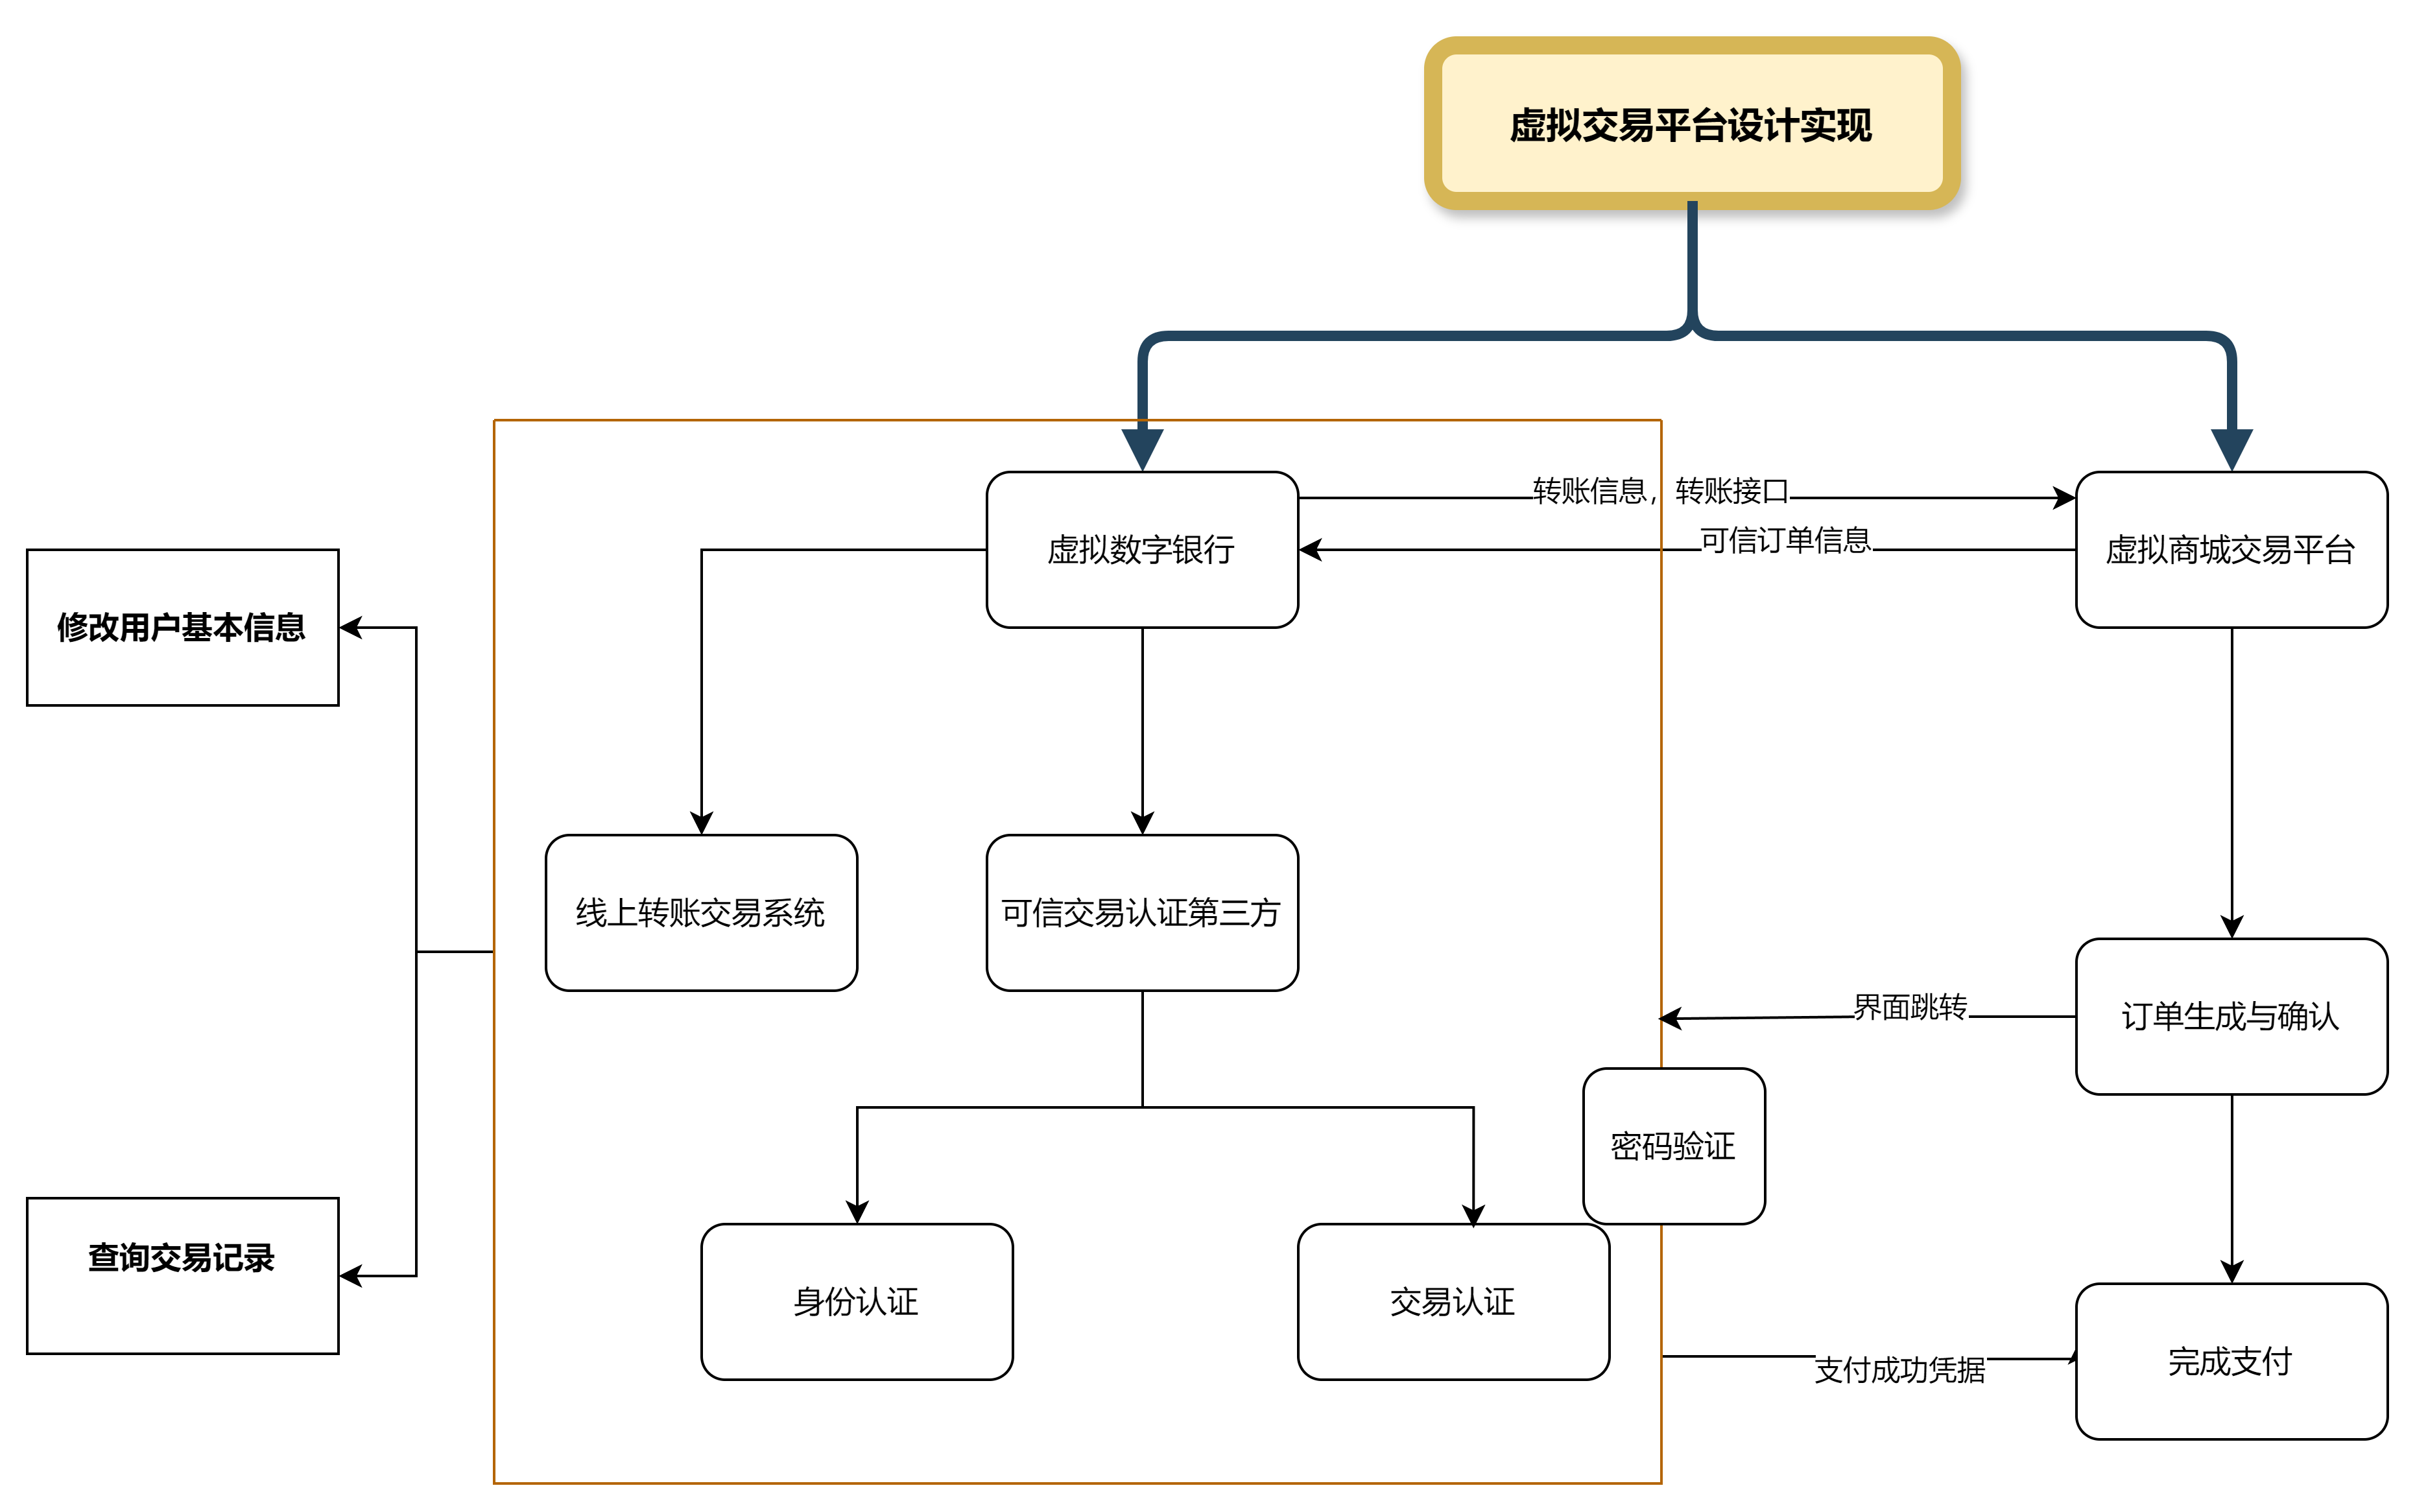 虚拟交易平台设计实现
转账信息，转账接口
可信订单信息
虚拟数字银行
虚拟商城交易平台
修改用户基本信息
线上转账交易系统
可信交易认证第三方
界面跳转
订单生成与确认
密码验证
查询交易记录
身份认证
交易认证
支付成功凭据
完成支付